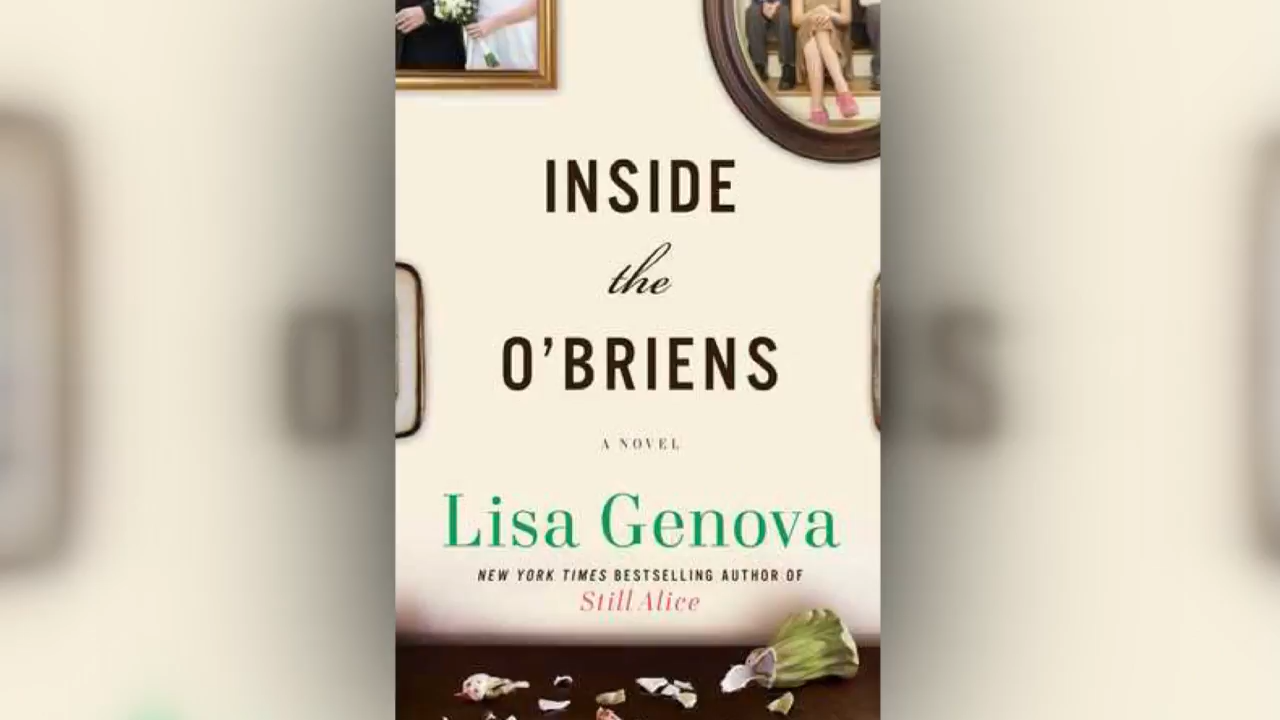 INSIDE
the
O'BRIENS
A NOVEL
Lisa Genova
NEW YORK TIMES BESTSELLING AUTHOR OF
Still Alice